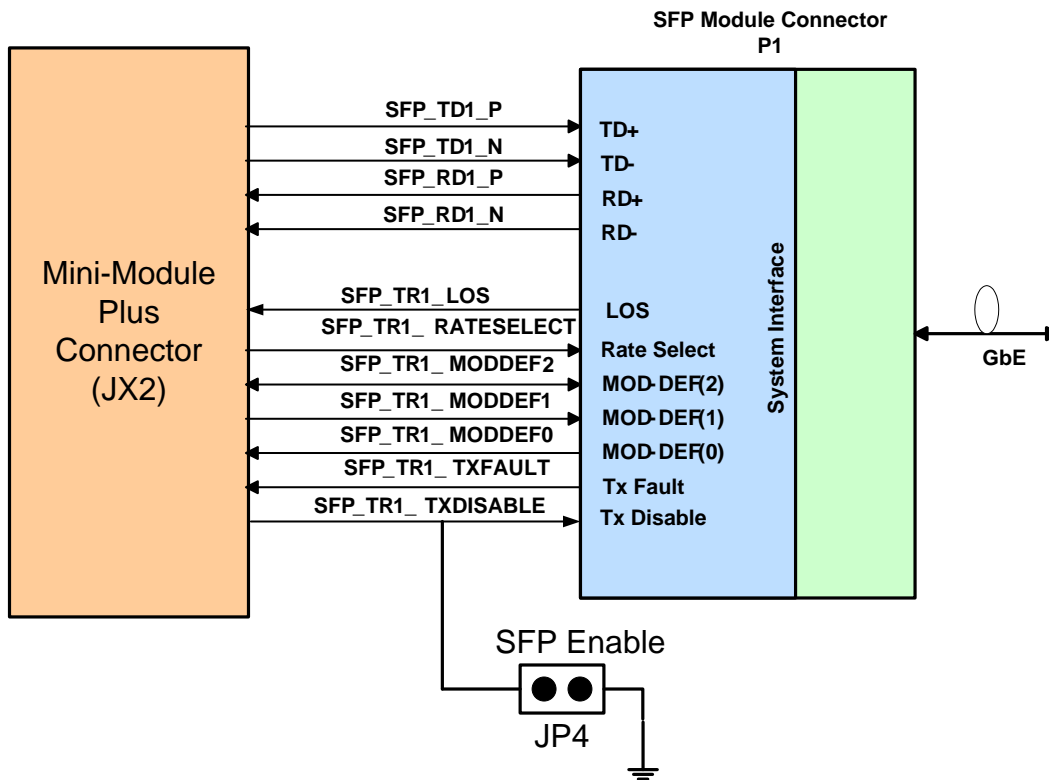 SFP Module Connector
P1
Mini-Module
Plus
Connector
(JX2)
SFP_TD1_P
SFP_TD1_N
SFP_RD1_P
SFP_RD1_N
SFP_TR1_LOS
SFP_TR1_ RATESELECT
SFP_TR1_ MODDEF2
SFP_TR1_ MODDEF1
SFP_TR1_ MODDEF0
SFP_TR1_ TXFAULT
SFP_TR1_ TXDISABLE
TD+
TD-
RD+
RD-
LOS
Rate Select
MOD-DEF(2)
MOD-DEF(1)
MOD-DEF(0)
Tx Fault
Tx Disable
System Interface
GbE
SFP Enable
JP4